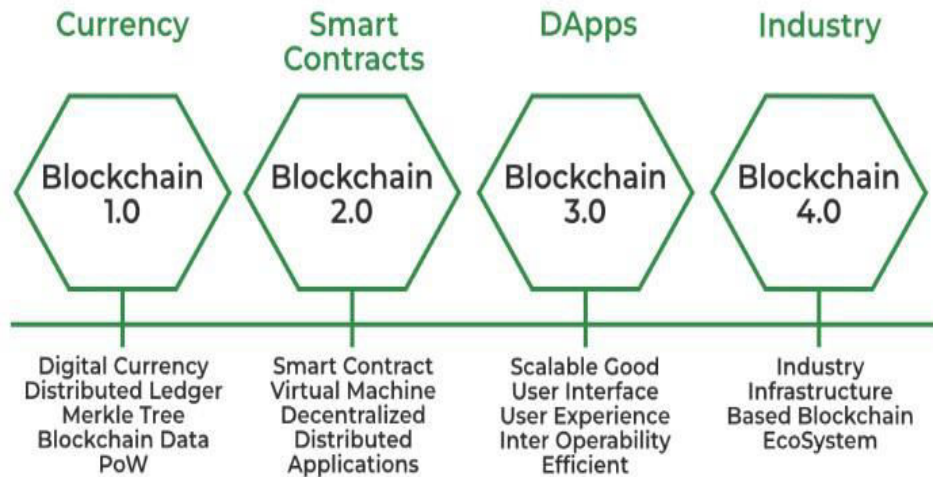 Currency
Smart
Contracts
DApps
Industry
Blockchain
1.0
Blockchain
2.0
Blockchain
3.0
Blockchain
4.0
Digital Currency
Distributed Ledger
Merkle Tree
Blockchain Data
PoW
Smart Contract
Virtual Machine
Decentralized
Distributed
Applications
Scalable Good
User Interface
User Experience
Inter Operability
Efficient
Industry
Infrastructure
Based Blockchain
EcoSystem